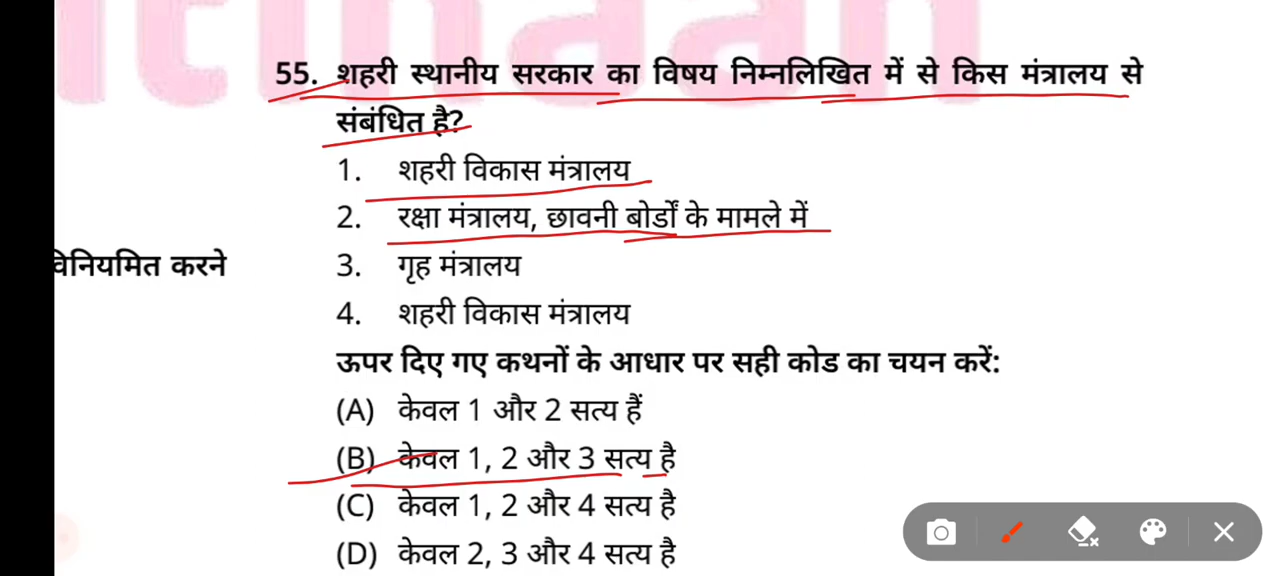 55. शहरी स्थानीय सरकार का विषय निम्नलिखित में से किस मंत्रालय से
संबंधित है?
1. शहरी विकास मंत्रालय
2. रक्षा मंत्रालय, छावनी बोर्डों के मामले में
विनियमित करने
3. गृह मंत्रालय
4. शहरी विकास मंत्रालय
ऊपर दिए गए कथनों के आधार पर सही कोड का चयन करें:
(A) केवल 1 और 2 सत्य हैं
(B) केवल 1, 2 और 3 सत्य है
(C) केवल 1, 2 और 4 सत्य है
(D) केवल 2, 3 और 4 सत्य है